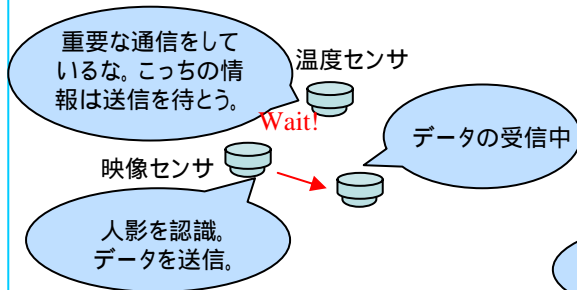 重要な通信をして
いるな。こっちの情
報は送信を待とう。
温度センサ
Wait!
データの受信中
映像センサ
人影を認識。
データを送信。